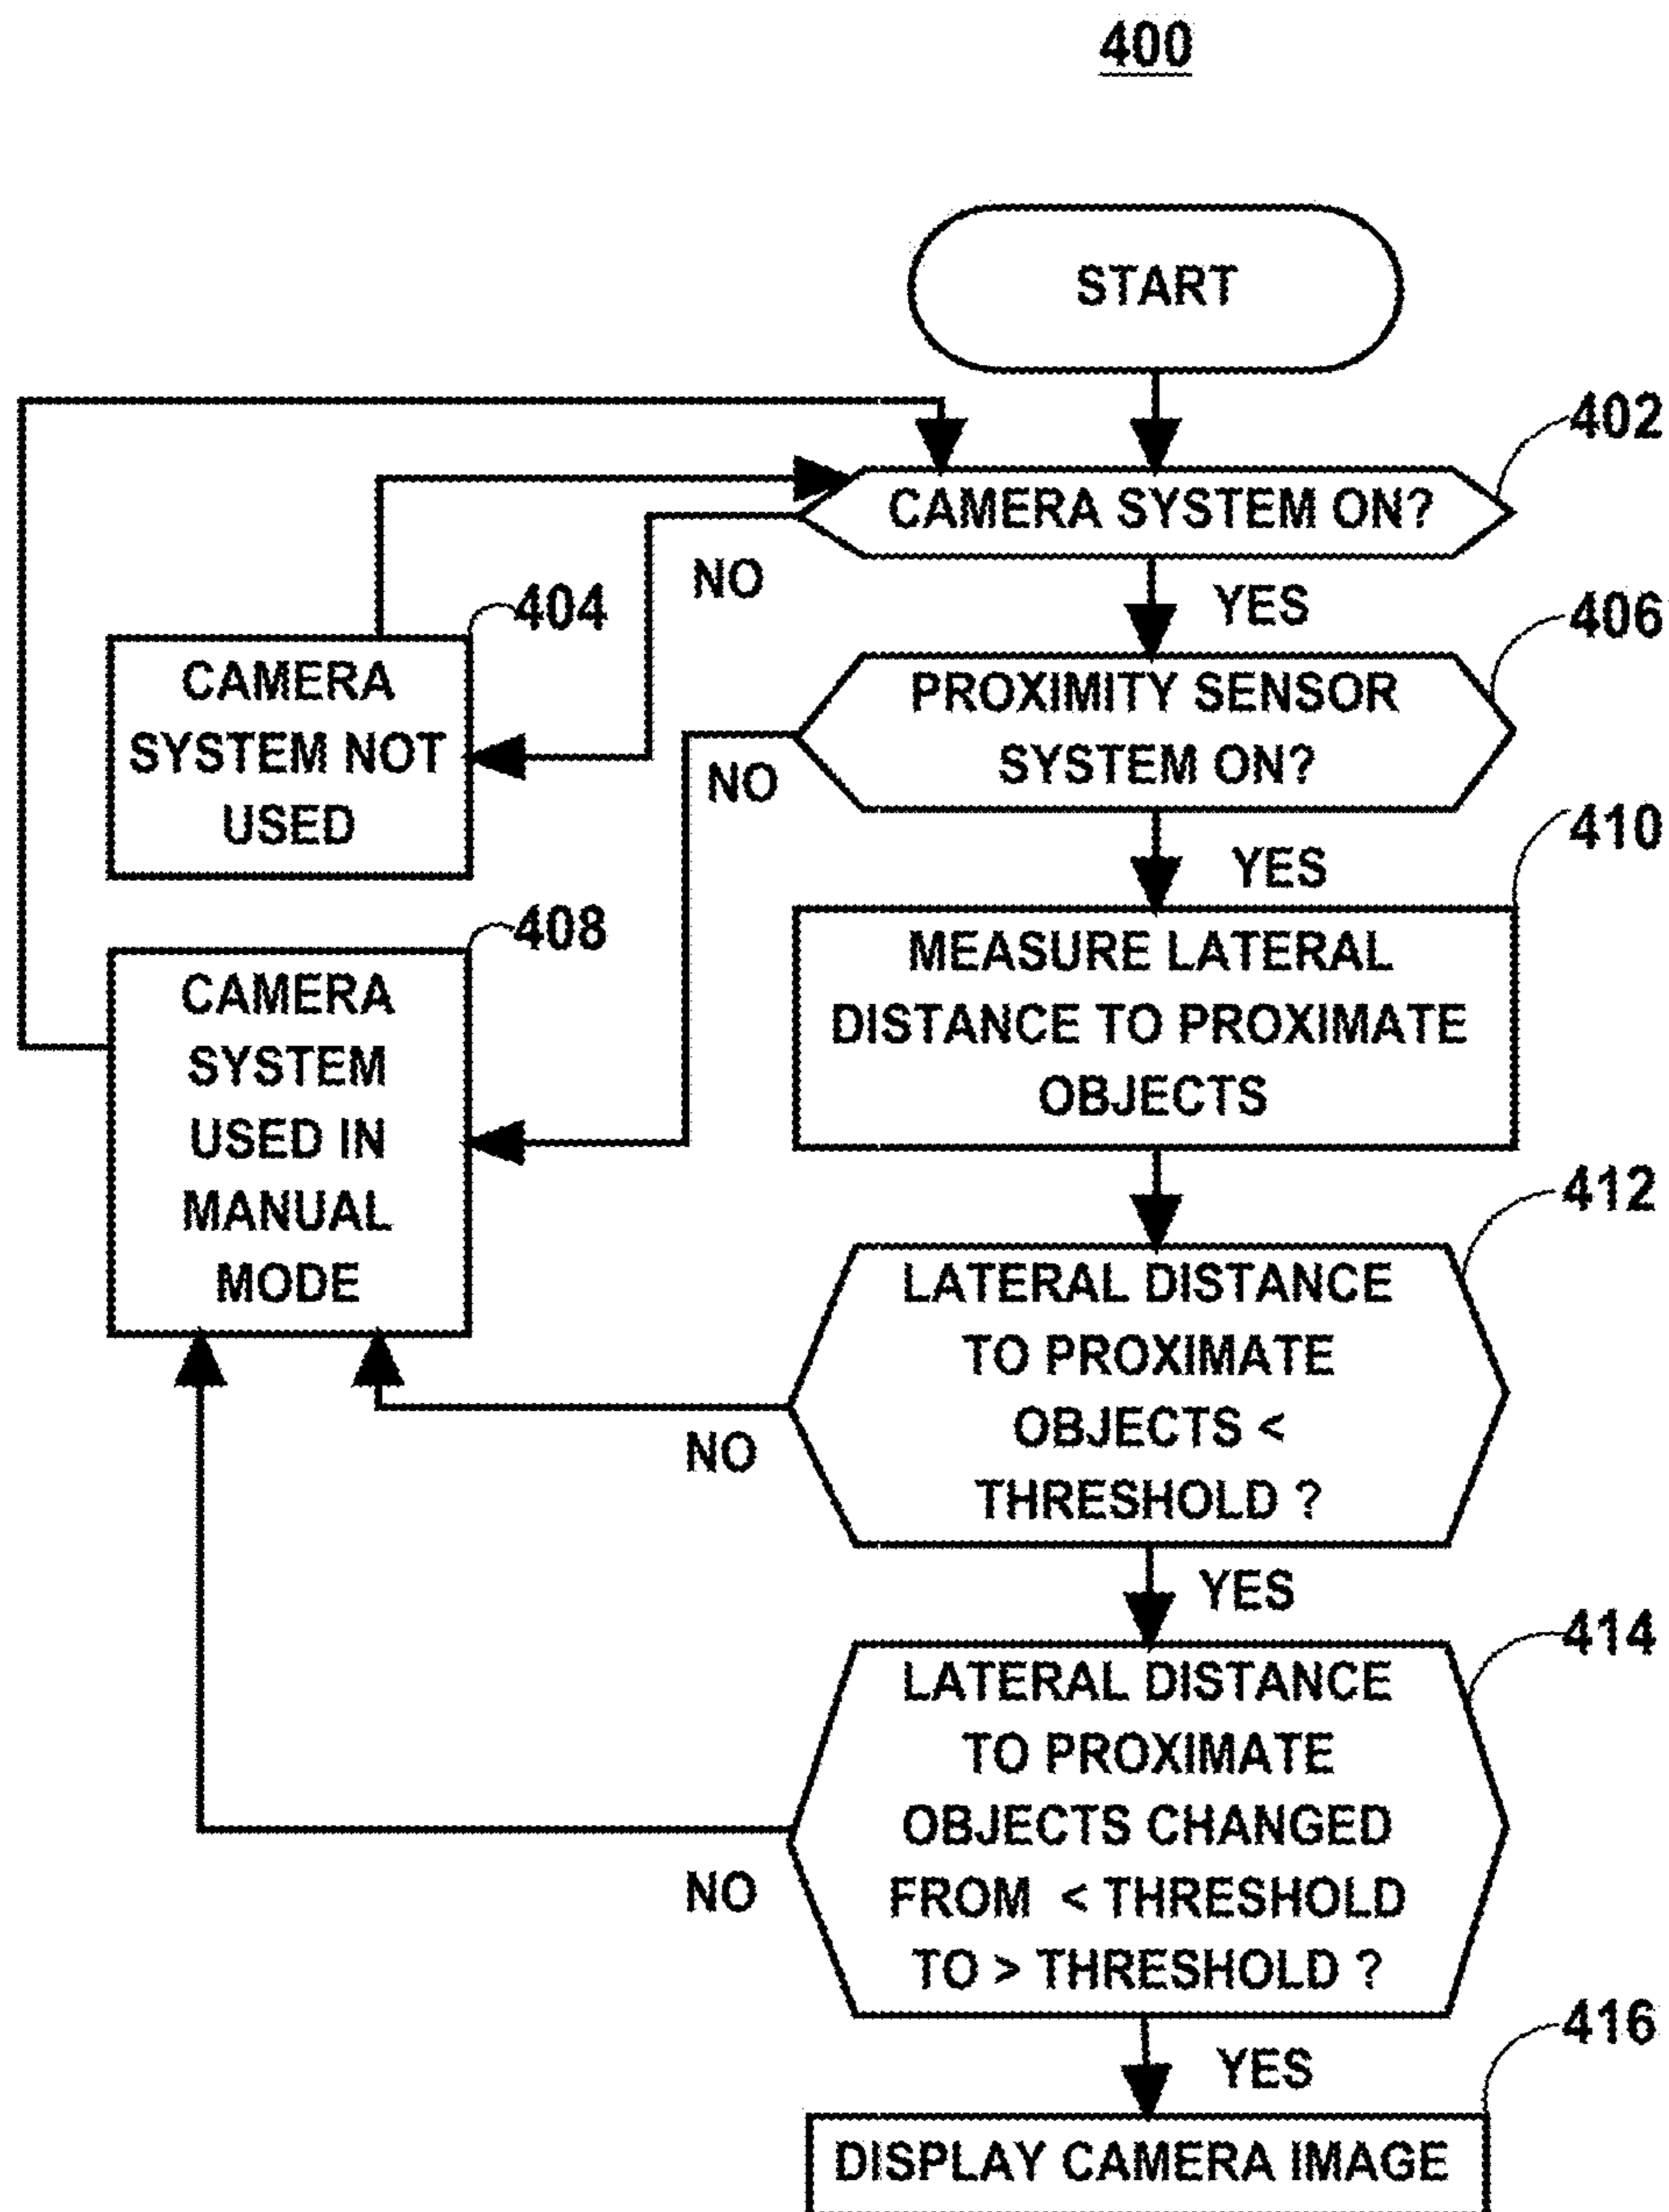 400
START
402
CAMERA SYSTEM ON?
NO
YES
404
CAMERA
SYSTEM NOT
USED
406
PROXIMITY SENSOR
SYSTEM ON?
NO
YES
408
CAMERA
SYSTEM
USED IN
MANUAL
MODE
410
MEASURE LATERAL
DISTANCE TO PROXIMATE
OBJECTS
412
LATERAL DISTANCE
TO PROXIMATE
OBJECTS <
THRESHOLD ?
NO
YES
414
LATERAL DISTANCE
TO PROXIMATE
OBJECTS CHANGED
FROM < THRESHOLD
TO > THRESHOLD ?
NO
YES
416
DISPLAY CAMERA IMAGE